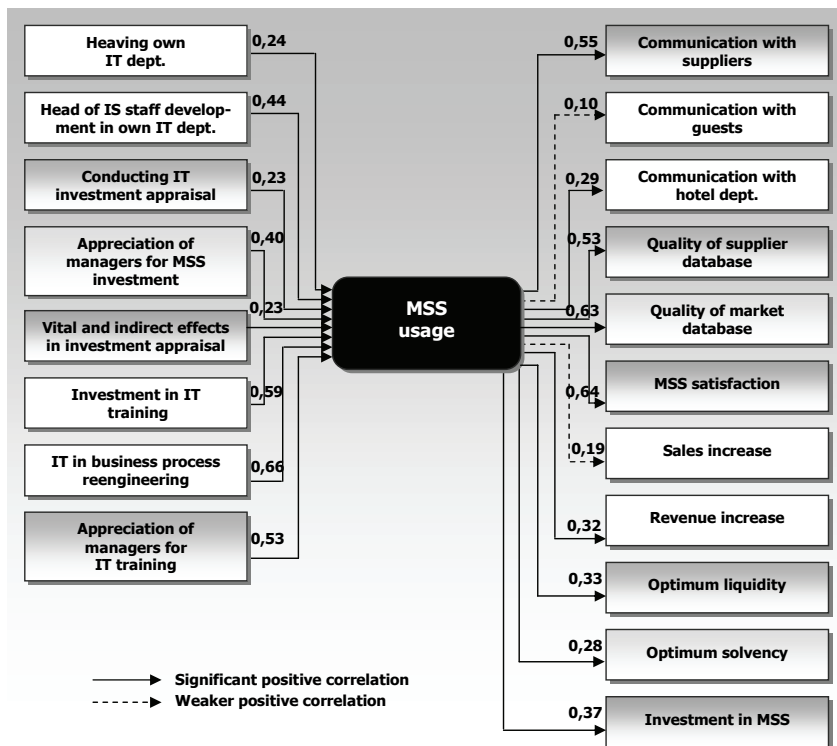 Heaving own
IT dept.
0,24
Head of IS staff develop-
ment in own IT dept.
0,44
Conducting IT
investment appraisal
0,23
Appreciation of
managers for MSS
investment
0,40
Vital and indirect effects
in investment appraisal
0,23
Investment in IT
training
0,59
IT in business process
reengineering
0,66
Appreciation of
managers for
IT training
0,53
MSS
usage
0,55
Communication with
suppliers
0,10
Communication with
guests
0,29
Communication with
hotel dept.
0,53
Quality of supplier
database
0,63
Quality of market
database
0,64
MSS satisfaction
0,19
Sales increase
0,32
Revenue increase
0,33
Optimum liquidity
0,28
Optimum solvency
0,37
Investment in MSS
Significant positive correlation
Weaker positive correlation